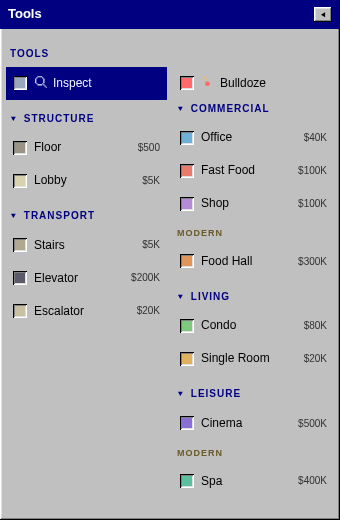 Tools
TOOLS
Inspect
Bulldoze
STRUCTURE
Floor $500
Lobby $5K
TRANSPORT
Stairs $5K
Elevator $200K
Escalator $20K
COMMERCIAL
Office $40K
Fast Food $100K
Shop $100K
MODERN
Food Hall $300K
LIVING
Condo $80K
Single Room $20K
LEISURE
Cinema $500K
MODERN
Spa $400K